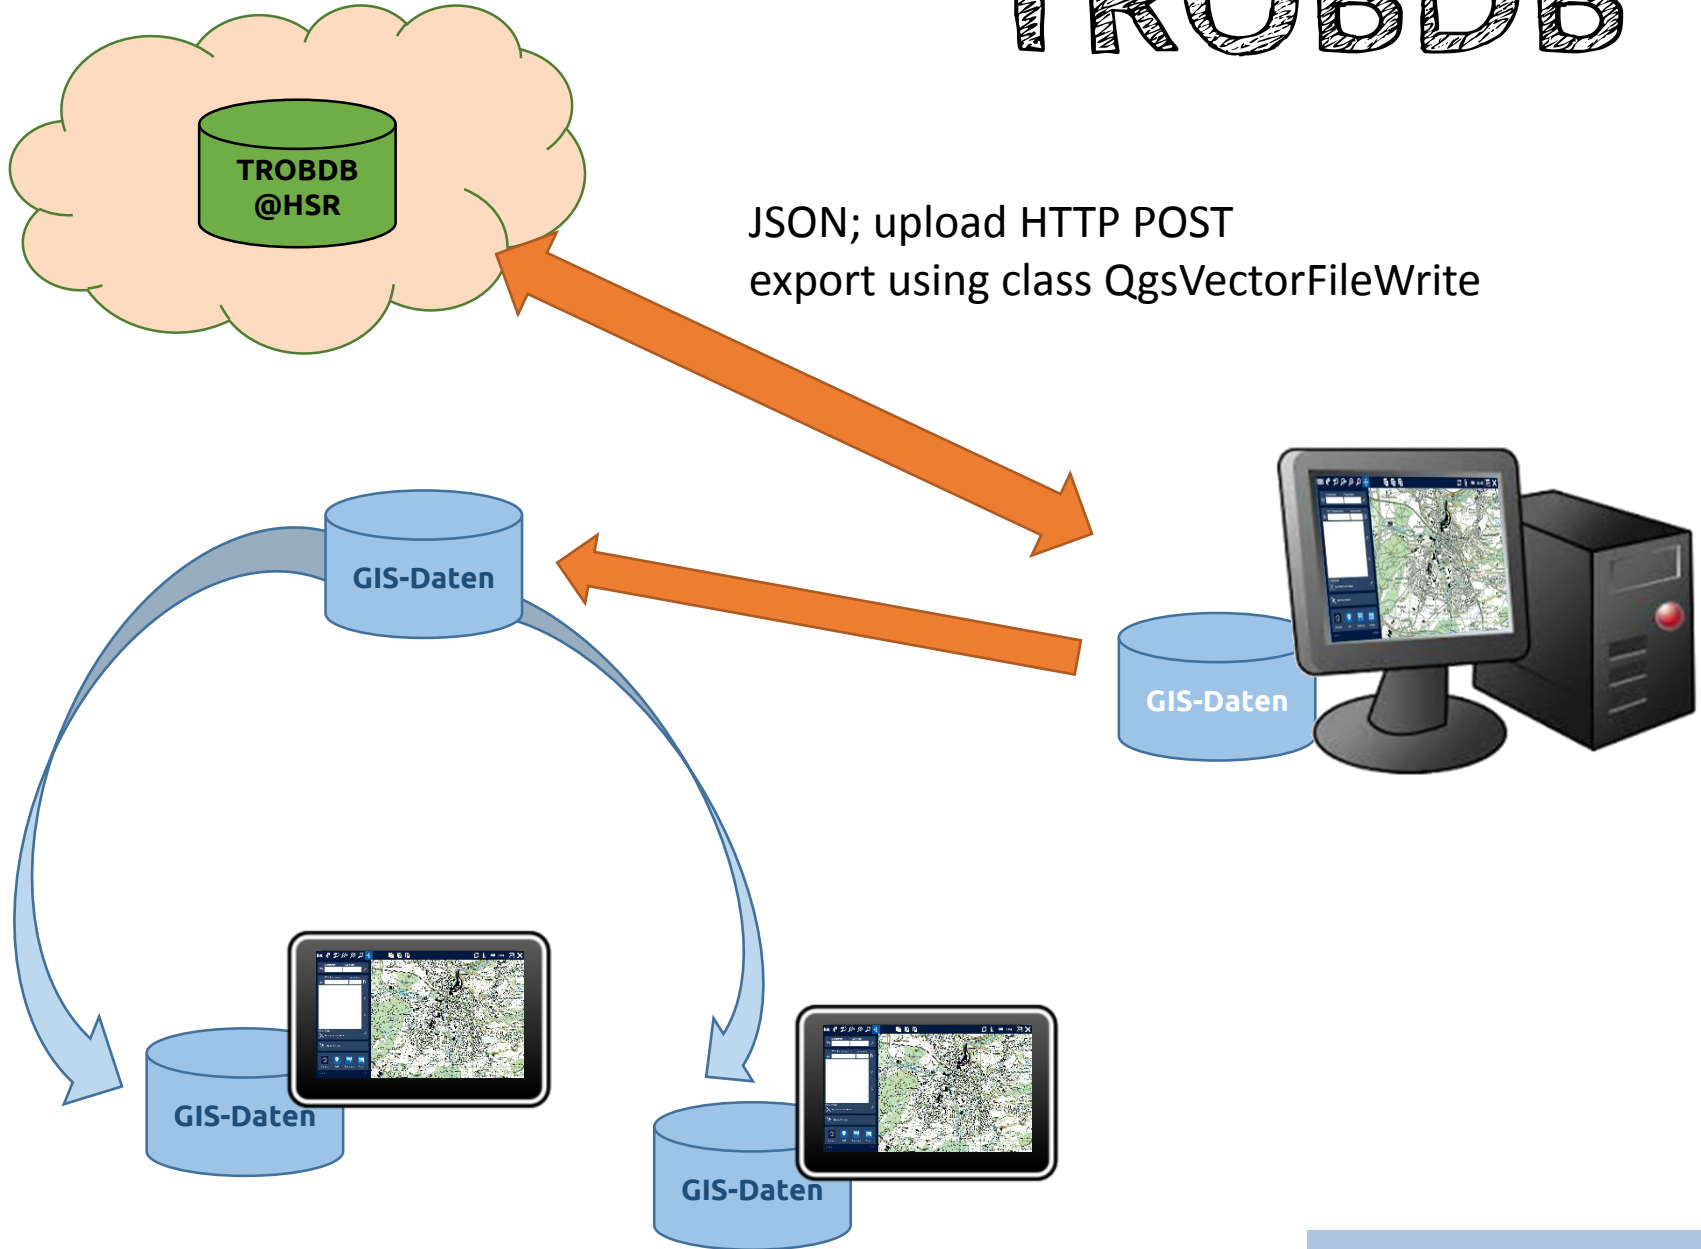 TROBDB
TROBDB
@HSR
JSON; upload HTTP POST
export using class QgsVectorFileWrite
GIS-Daten
GIS-Daten
GIS-Daten
GIS-Daten